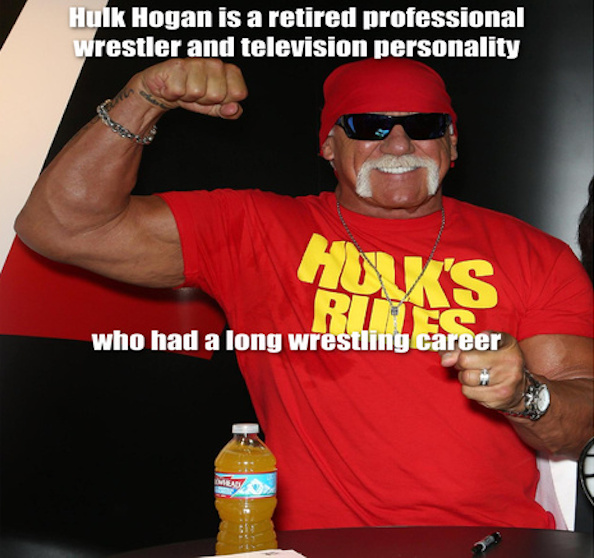 Hulk Hogan is a retired professional
wrestler and television personality
HULK'S
RULES
who had a long wrestling career